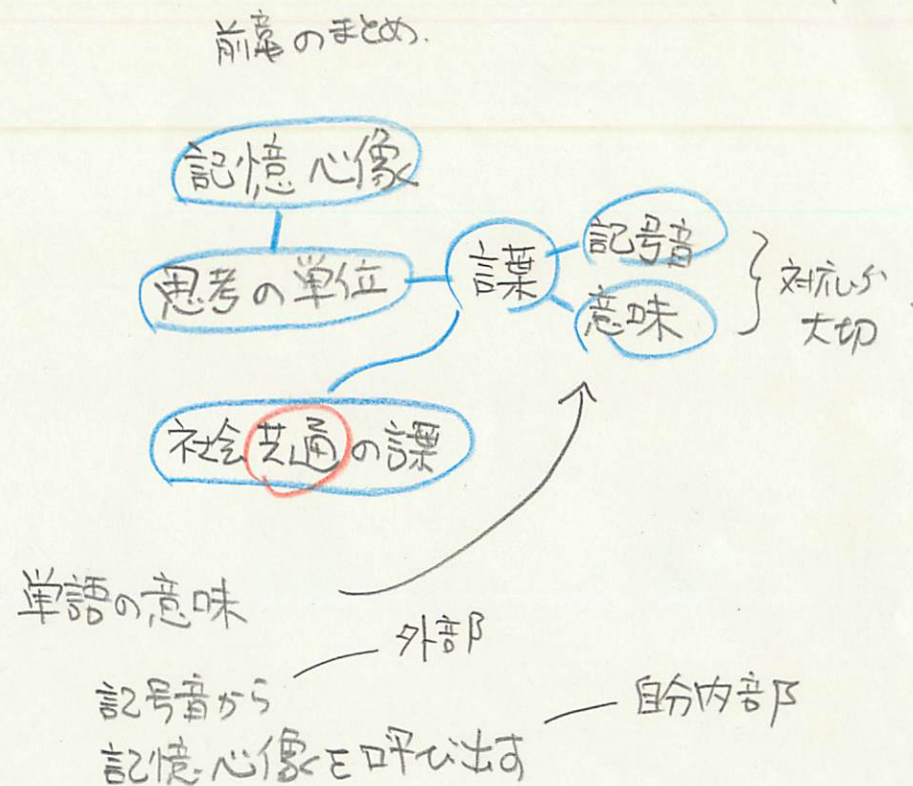 前章のまとめ.
記憶心像
思考の単位
言葉
記号音
意味
対応が
大切
社会共通の言葉
単語の意味
外部
記号音から
自分内部
記憶心像を呼び出す